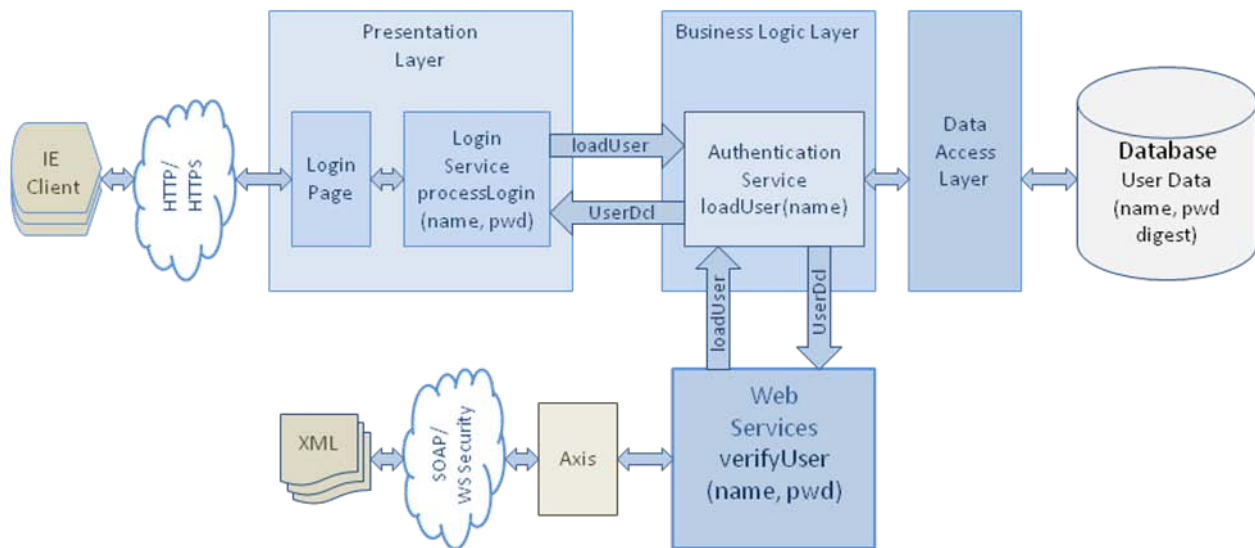 Presentation
Layer
Business Logic Layer
IE
Client
HTTP/
HTTPS
Login
Page
Login
Service
processLogin
(name, pwd)
loadUser
UserDcl
Authentication
Service
loadUser(name)
Data
Access
Layer
Database
User Data
(name, pwd
digest)
loadUser
UserDcl
XML
SOAP/
WS Security
Axis
Web
Services
verifyUser
(name, pwd)